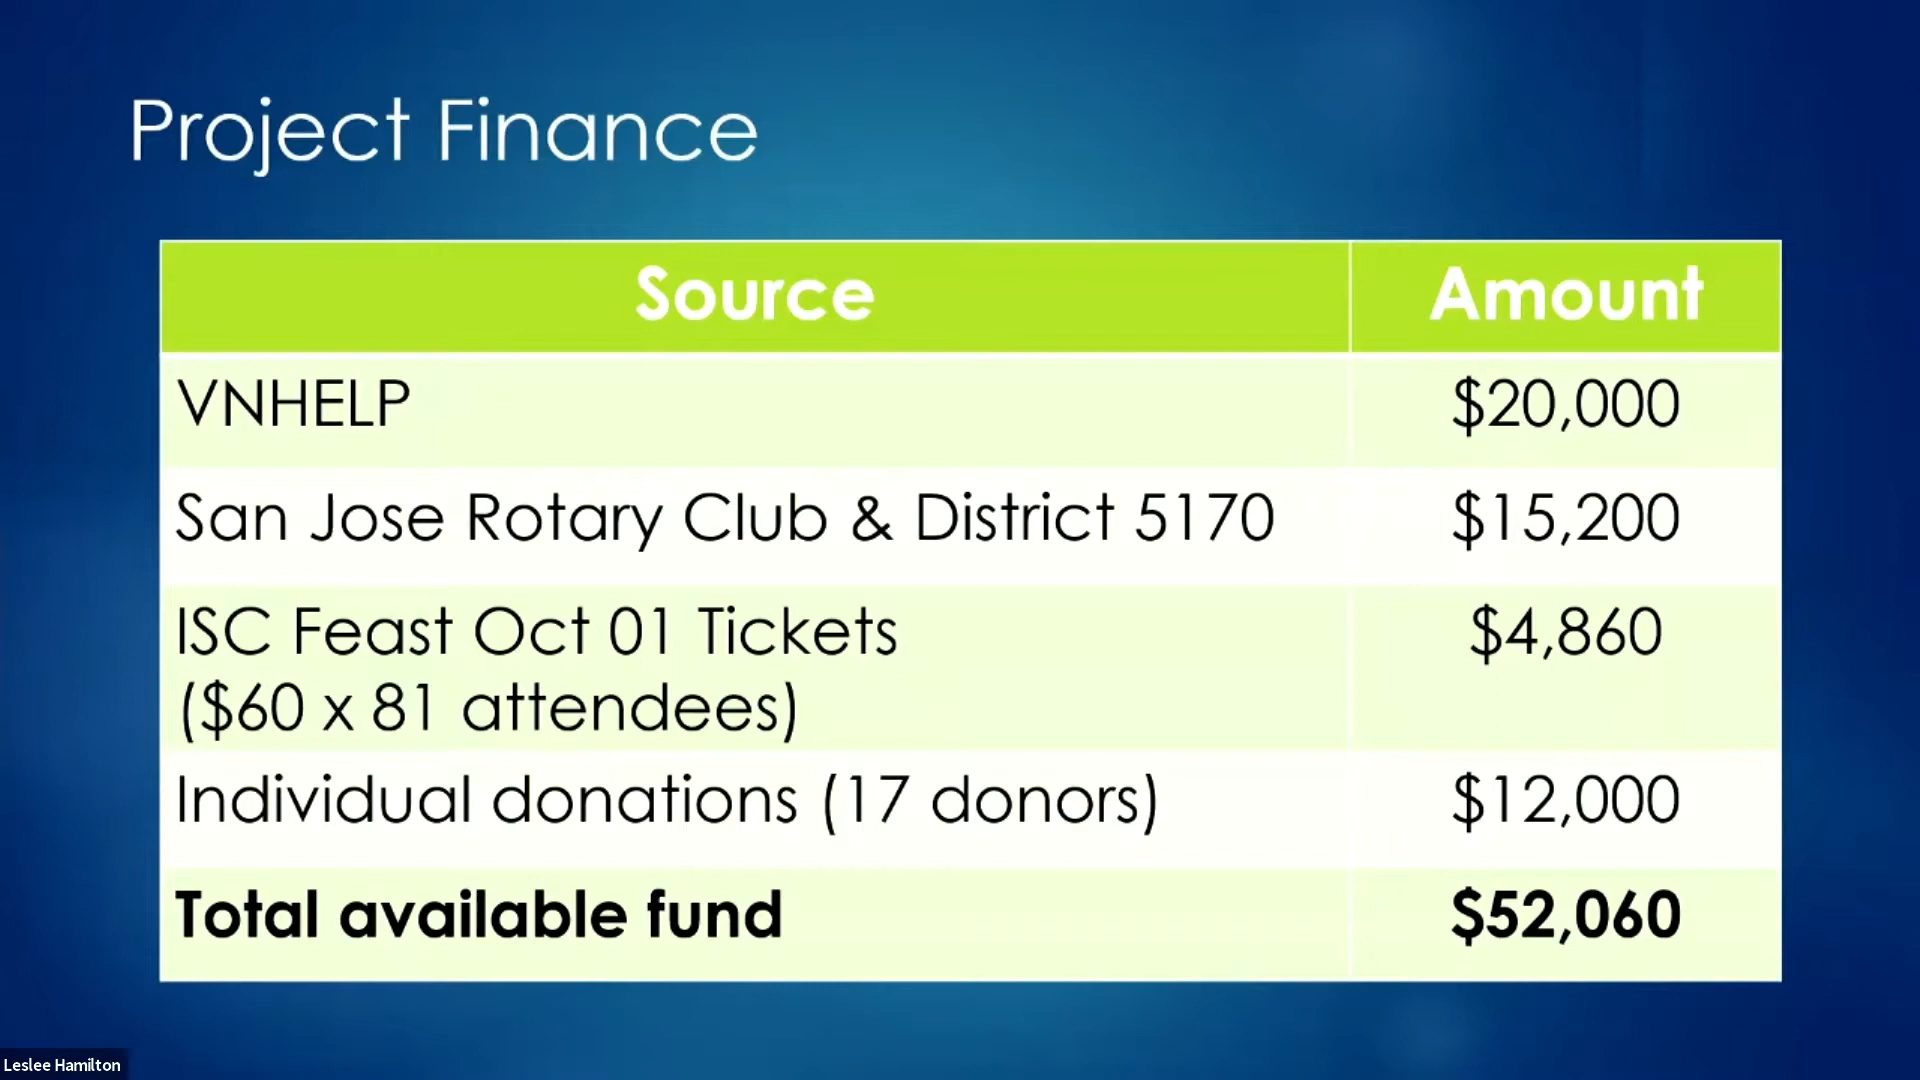 Project Finance
Source Amount
VNHELP $20,000
San Jose Rotary Club & District 5170 $15,200
ISC Feast Oct 01 Tickets $4,860
($60 x 81 attendees)
Individual donations (17 donors) $12,000
Total available fund $52,060
Leslee Hamilton